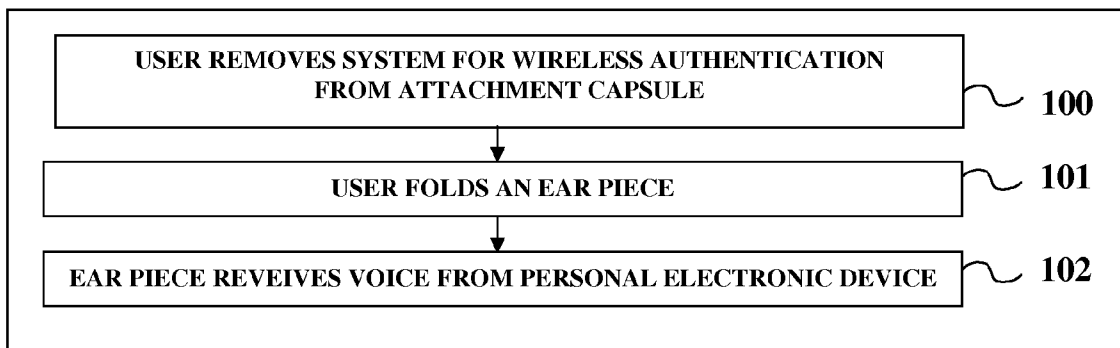 USER REMOVES SYSTEM FOR WIRELESS AUTHENTICATION
FROM ATTACHMENT CAPSULE
100
USER FOLDS AN EAR PIECE
101
EAR PIECE REVEIVES VOICE FROM PERSONAL ELECTRONIC DEVICE
102